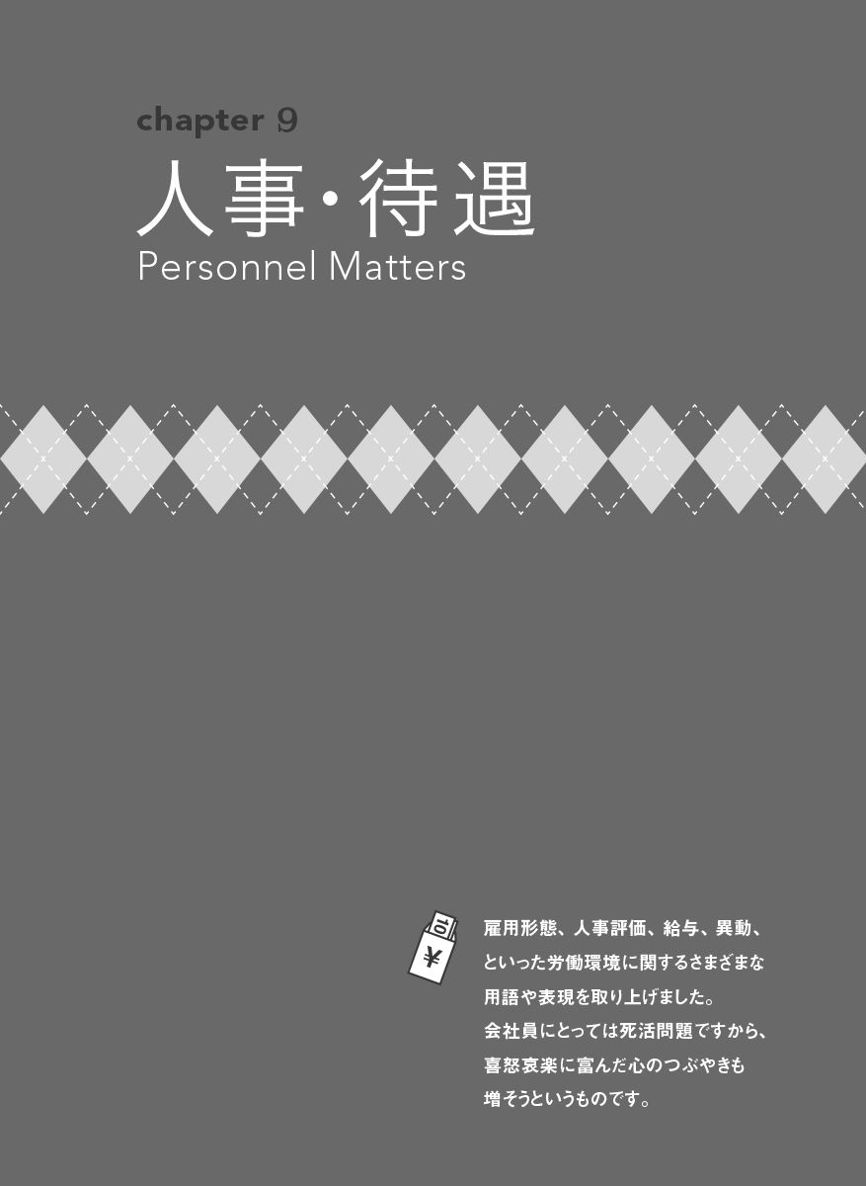 chapter 9
人事・待遇
Personnel Matters
10
¥
雇用形態、人事評価、給与、異動、
といった労働環境に関するさまざまな
用語や表現を取り上げました。
会社員にとっては死活問題ですから、
喜怒哀楽に富んだ心のつぶやきも
増そうというものです。